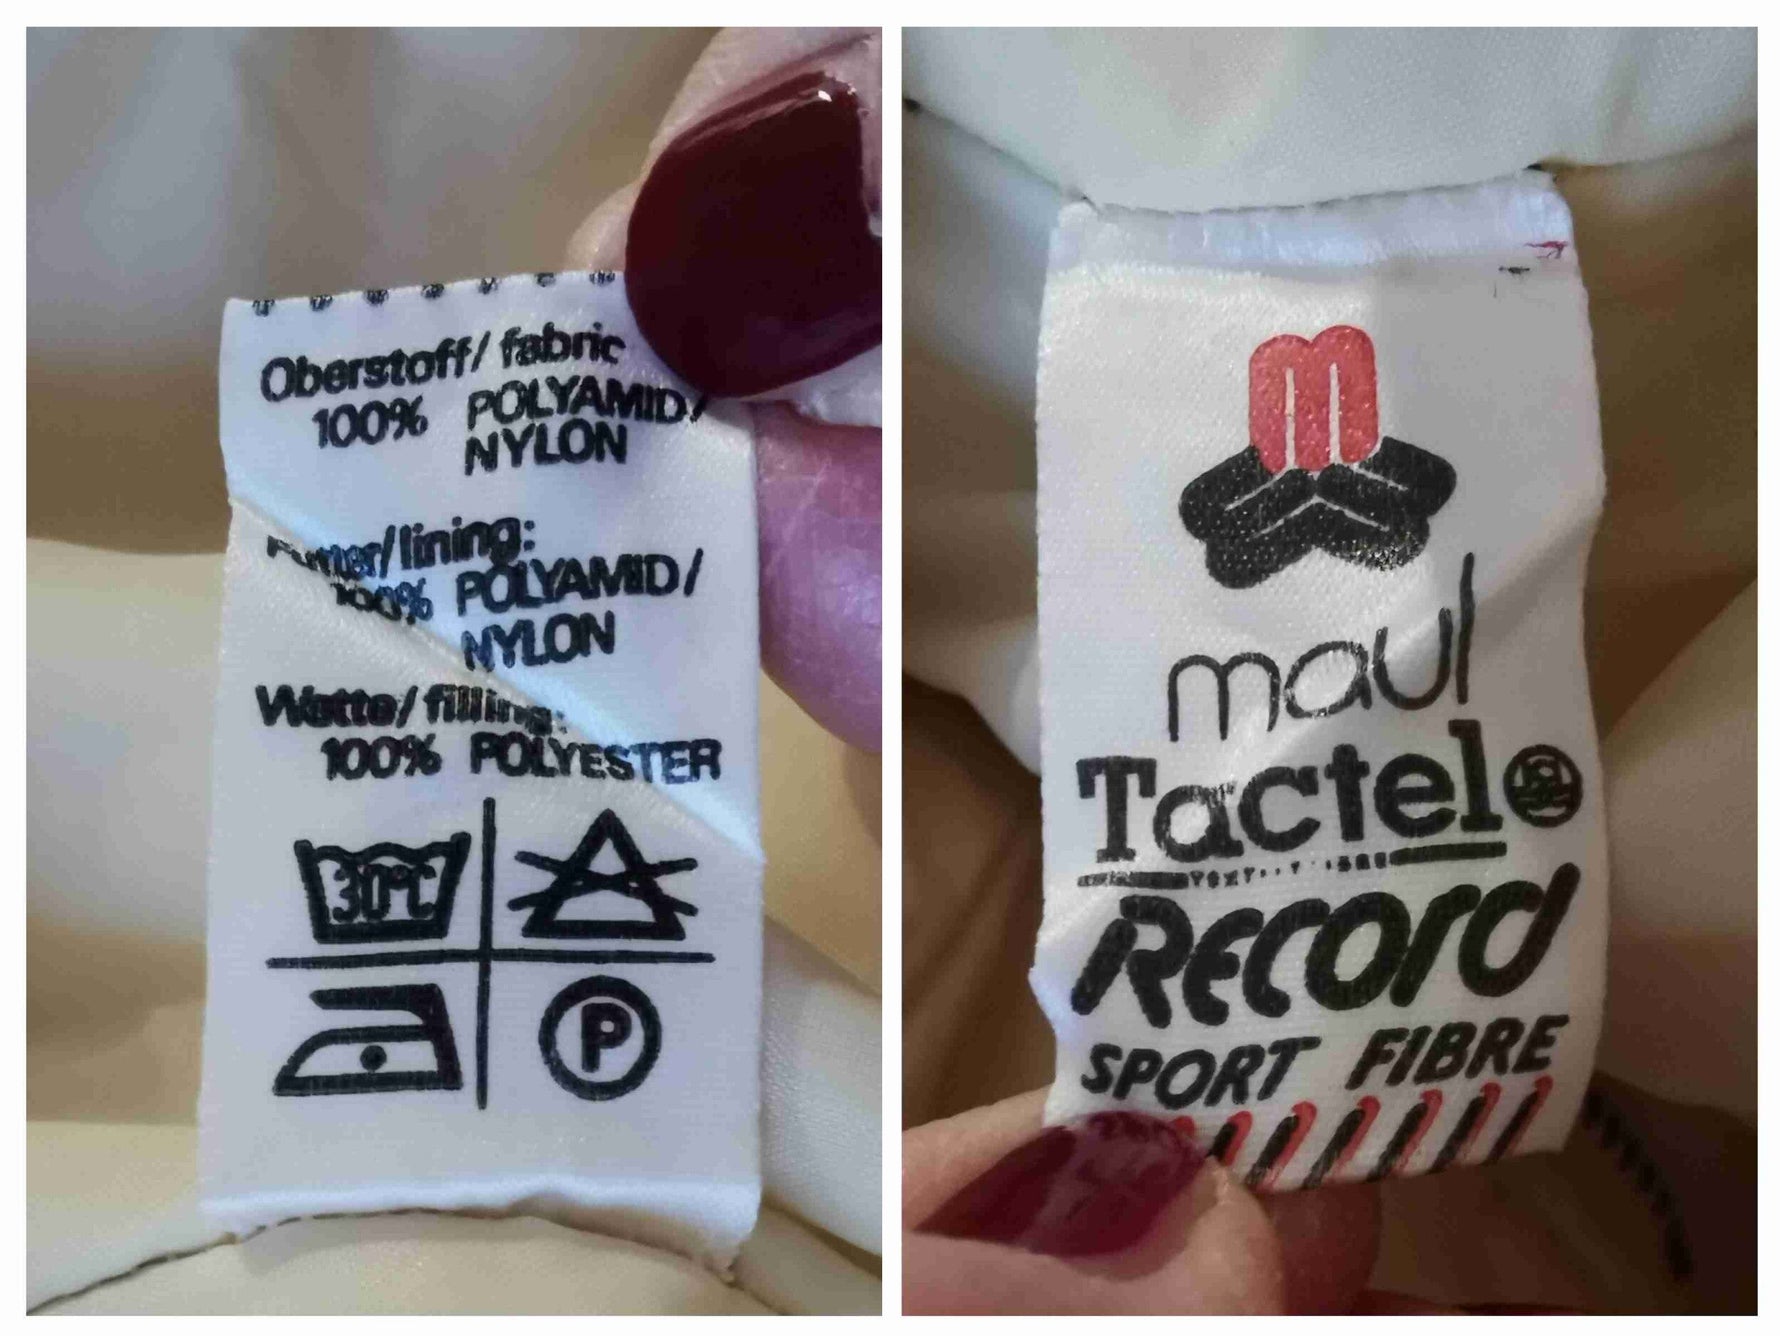 Oberstoff/ fabric
100% POLYAMID/
NYLON
Futter/ lining:
100% POLYAMID/
NYLON
Watte/ filling:
100% POLYESTER
30°C
P
m
maul
Tactel
Record
SPORT FIBRE